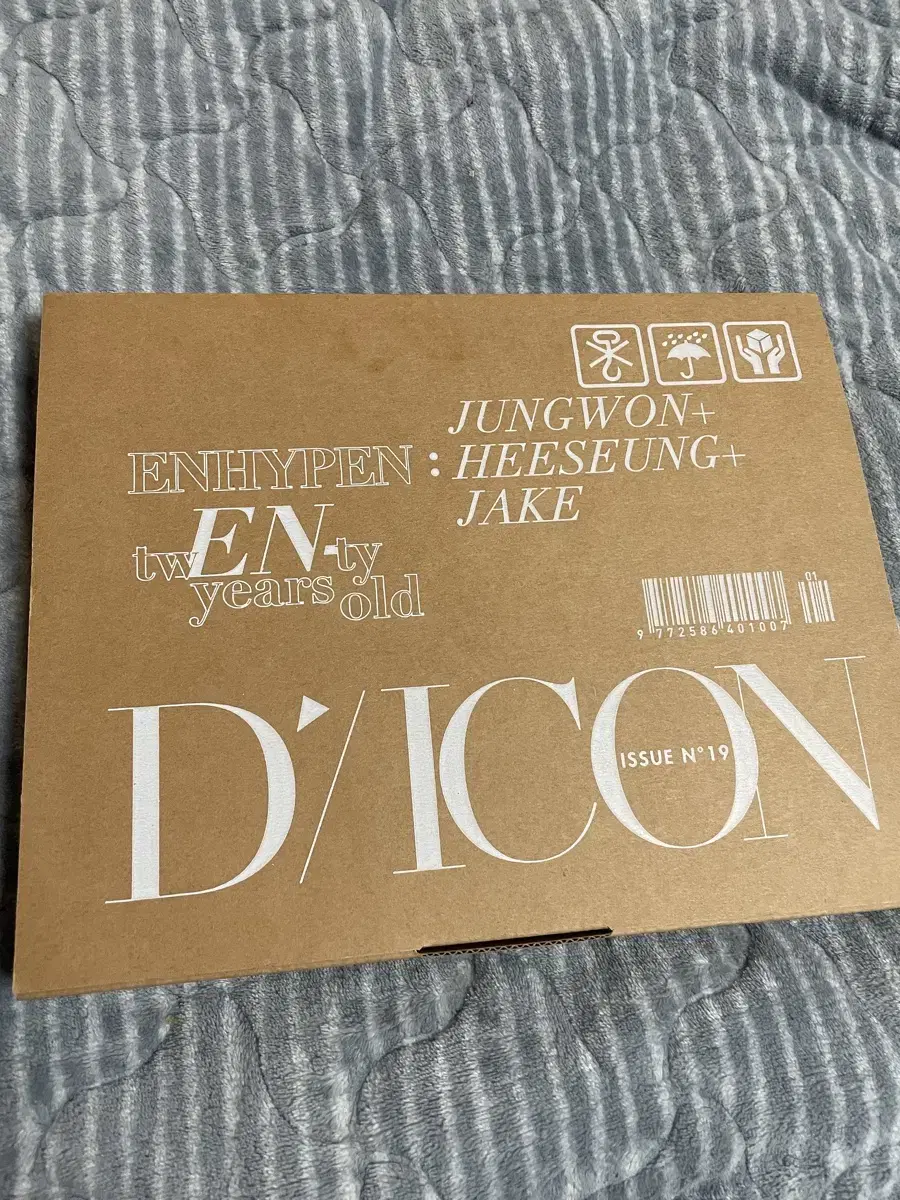 JUNGWON+
ENHYPEN : HEESEUNG+
JAKE
twEN-ty
years old
01
9 772586 401007
D'/ICON
ISSUE N°19